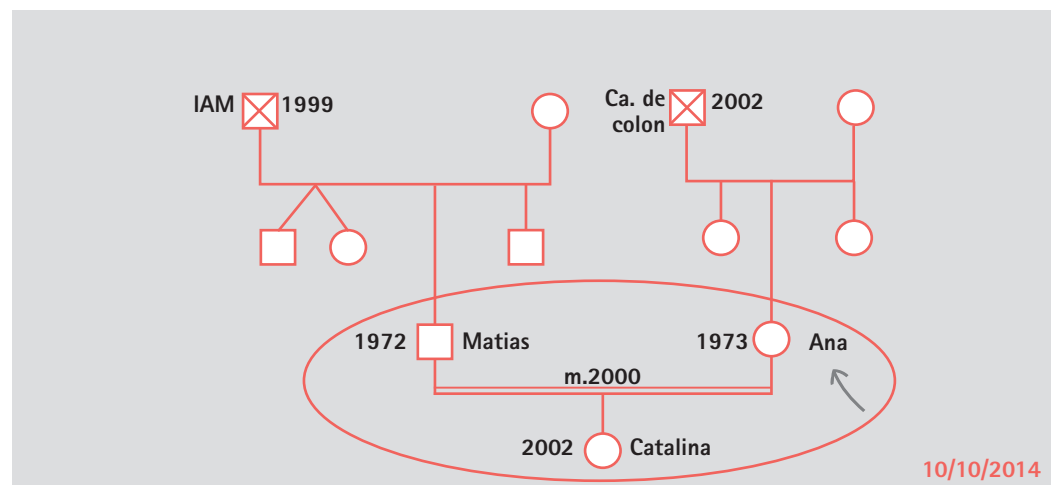 IAM 1999
Ca. de
colon 2002
1972 Matias
1973 Ana
m.2000
2002 Catalina
10/10/2014